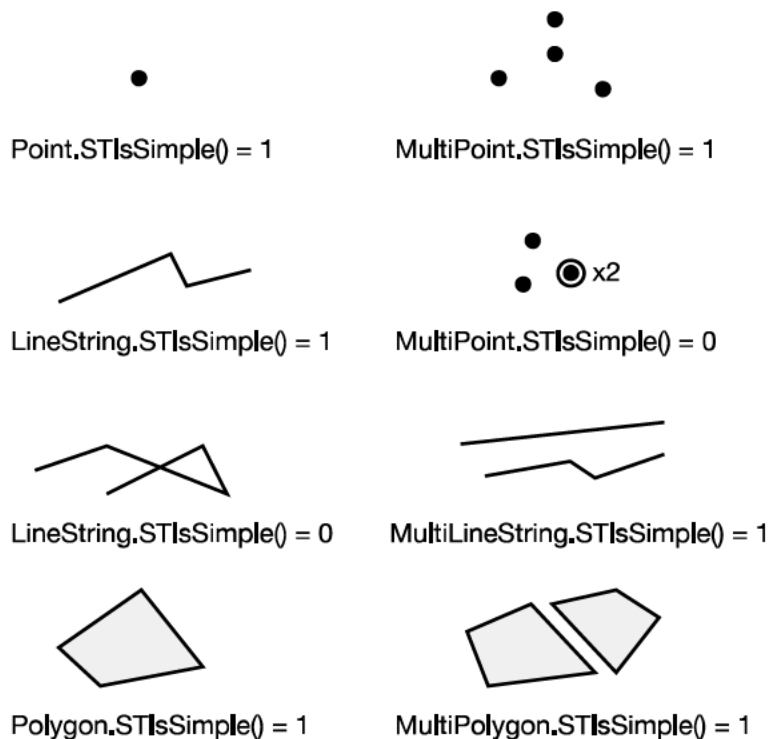 Point.STIsSimple() = 1
MultiPoint.STIsSimple() = 1
LineString.STIsSimple() = 1
x2
MultiPoint.STIsSimple() = 0
LineString.STIsSimple() = 0
MultiLineString.STIsSimple() = 1
Polygon.STIsSimple() = 1
MultiPolygon.STIsSimple() = 1